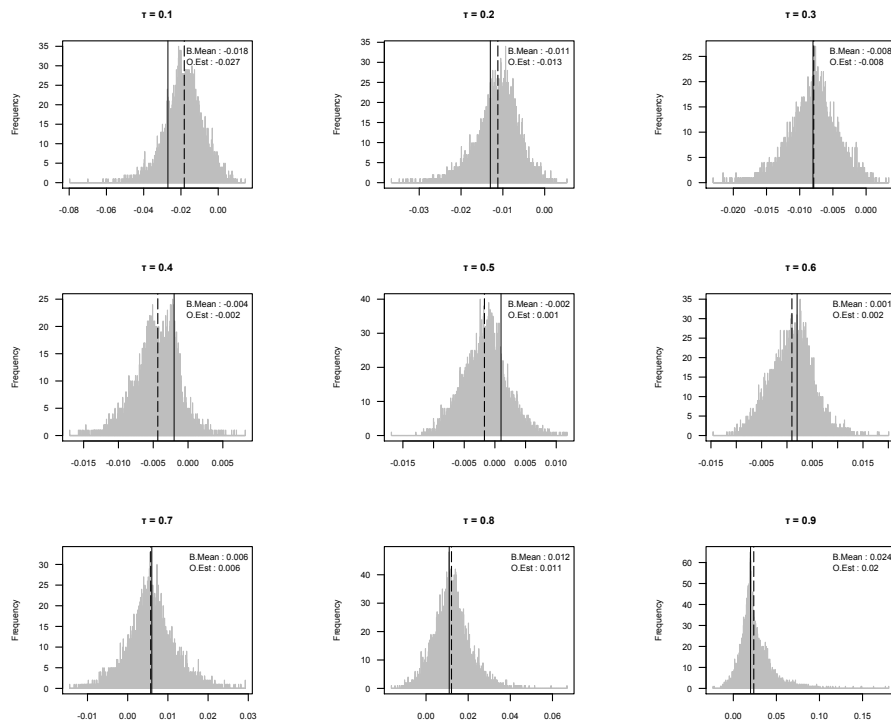 τ = 0.1
τ = 0.2
τ = 0.3
B.Mean : -0.018
O.Est : -0.027
B.Mean : -0.011
O.Est : -0.013
B.Mean : -0.008
O.Est : -0.008
Frequency
35
30
25
20
15
10
5
0
-0.08 -0.06 -0.04 -0.02 0.00
Frequency
35
30
25
20
15
10
5
0
-0.03 -0.02 -0.01 0.00
Frequency
25
20
15
10
5
0
-0.020 -0.015 -0.010 -0.005 0.000
τ = 0.4
τ = 0.5
τ = 0.6
B.Mean : -0.004
O.Est : -0.002
B.Mean : -0.002
O.Est : 0.001
B.Mean : 0.001
O.Est : 0.002
Frequency
25
20
15
10
5
0
-0.015 -0.010 -0.005 0.000 0.005
Frequency
40
30
20
10
0
-0.015 -0.005 0.000 0.005 0.010
Frequency
35
30
25
20
15
10
5
0
-0.015 -0.005 0.005 0.015
τ = 0.7
τ = 0.8
τ = 0.9
B.Mean : 0.006
O.Est : 0.006
B.Mean : 0.012
O.Est : 0.011
B.Mean : 0.024
O.Est : 0.02
Frequency
30
25
20
15
10
5
0
-0.01 0.00 0.01 0.02 0.03
Frequency
40
30
20
10
0
0.00 0.02 0.04 0.06
Frequency
60
50
40
30
20
10
0
0.00 0.05 0.10 0.15